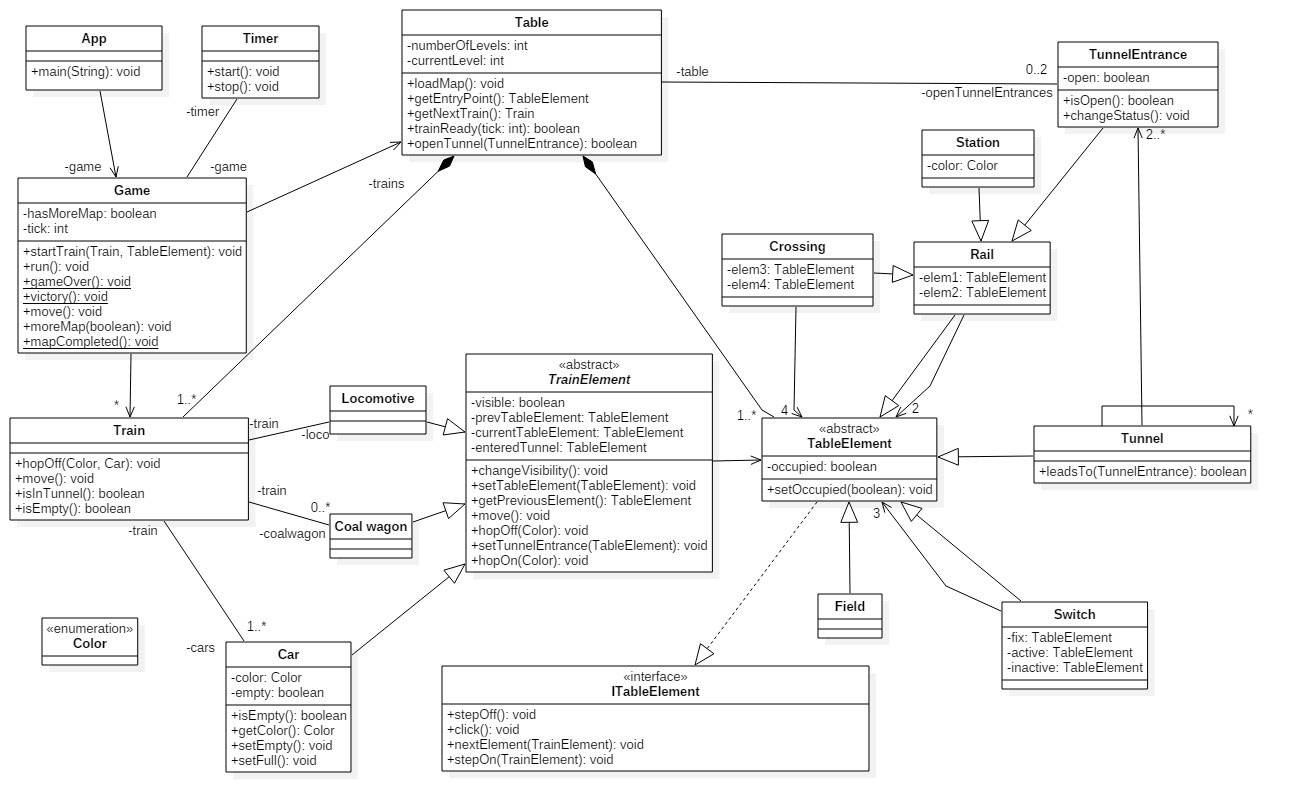 App
+main(String): void
Timer
+start(): void
+stop(): void
Table
-numberOfLevels: int
-currentLevel: int
+loadMap(): void
+getEntryPoint(): TableElement
+getNextTrain(): Train
+trainReady(tick: int): boolean
+openTunnel(TunnelEntrance): boolean
-table
0..2
-openTunnelEntrances
TunnelEntrance
-open: boolean
+isOpen(): boolean
+changeStatus(): void
2..*
-timer
-game
-game
-trains
Station
-color: Color
Game
-hasMoreMap: boolean
-tick: int
+startTrain(Train, TableElement): void
+run(): void
+gameOver(): void
+victory(): void
+move(): void
+moreMap(boolean): void
+mapCompleted(): void
Crossing
-elem3: TableElement
-elem4: TableElement
Rail
-elem1: TableElement
-elem2: TableElement
*
1..*
Locomotive
-train
-loco
«abstract»
TrainElement
-visible: boolean
-prevTableElement: TableElement
-currentTableElement: TableElement
-enteredTunnel: TableElement
+changeVisibility(): void
+setTableElement(TableElement): void
+getPreviousElement(): TableElement
+move(): void
+hopOff(Color): void
+setTunnelEntrance(TableElement): void
+hopOn(Color): void
1..*
4
2
«abstract»
TableElement
-occupied: boolean
+setOccupied(boolean): void
3
*
Tunnel
+leadsTo(TunnelEntrance): boolean
Train
+hopOff(Color, Car): void
+move(): void
+isInTunnel(): boolean
+isEmpty(): boolean
-train
0..*
-coalwagon
Coal wagon
-train
1..*
-cars
«enumeration»
Color
Car
-color: Color
-empty: boolean
+isEmpty(): boolean
+getColor(): Color
+setEmpty(): void
+setFull(): void
Field
Switch
-fix: TableElement
-active: TableElement
-inactive: TableElement
«interface»
ITableElement
+stepOff(): void
+click(): void
+nextElement(TrainElement): void
+stepOn(TrainElement): void